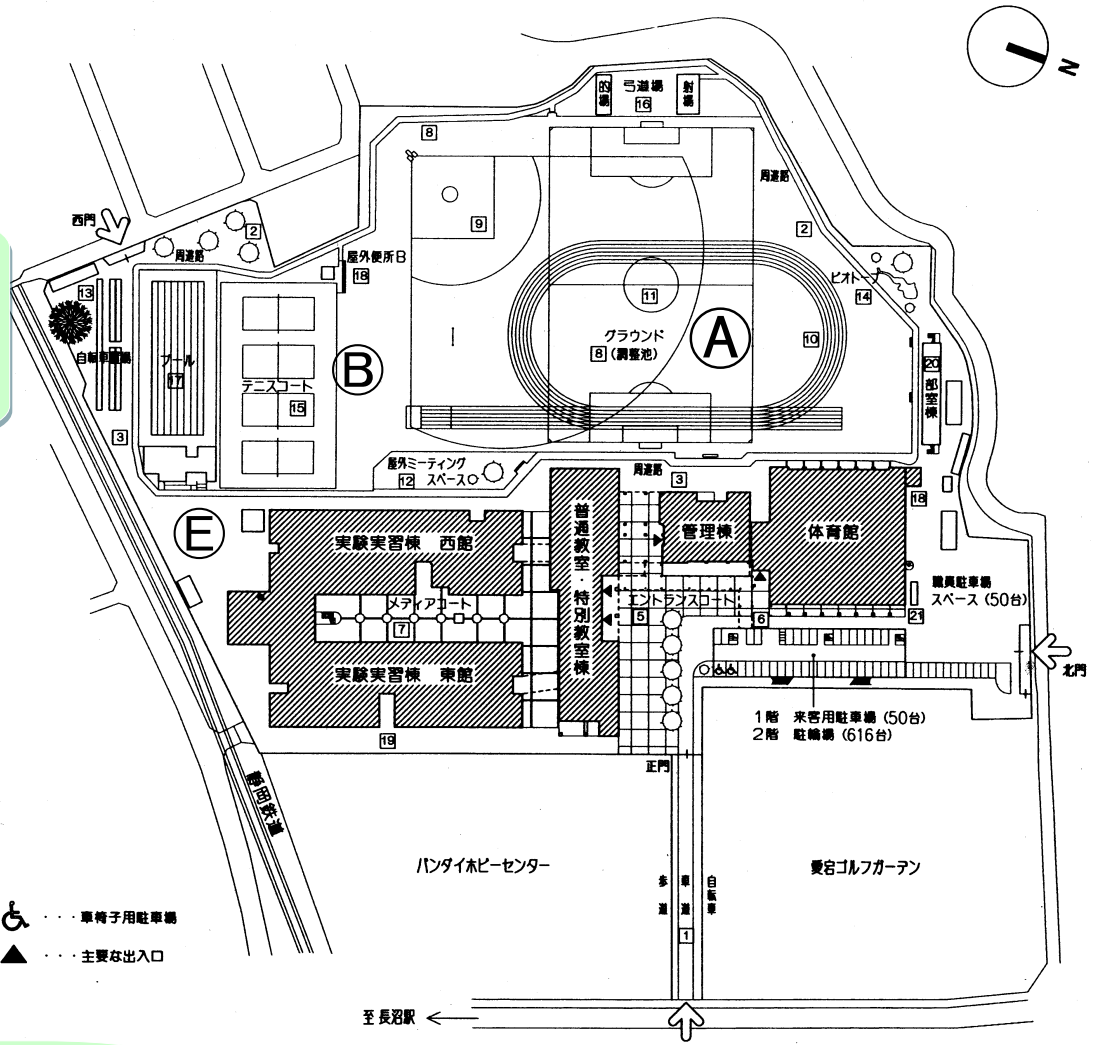 N
的場
弓道場
射場
16
8
周遊路
西門
2
9
2
周遊路
屋外便所B
18
ビオトープ
14
13
11
グラウンド
8 (調整池)
A
10
自転車置場
プール
17
B
テニスコート
15
20
部室棟
3
屋外ミーティング
12 スペース
周遊路
3
18
E
実験実習棟 西館
普通教室・特別教室棟
管理棟
体育館
職員駐車場
スペース (50台)
メディアコート
7
エントランスコート
5
6
21
実験実習棟 東館
北門
1階 来客用駐車場 (50台)
2階 駐輪場 (616台)
19
正門
静岡鉄道
バンダイホビーセンター
愛宕ゴルフガーデン
歩道
車道
自転車
1
・・・車椅子用駐車場
・・・主要な出入口
至 長沼駅